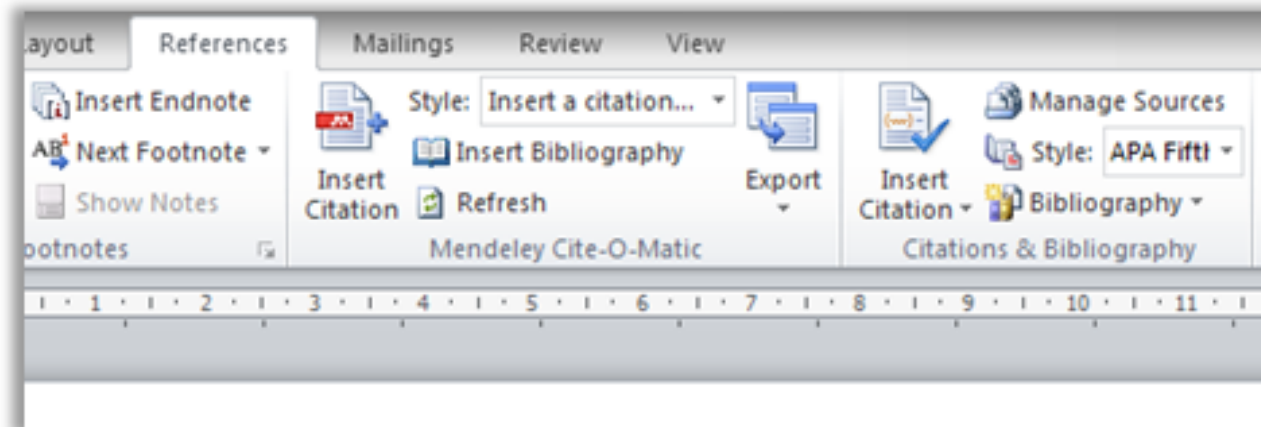 ayout References Mailings Review View
Insert Endnote
Next Footnote
Show Notes
ootnotes
Insert
Citation
Style: Insert a citation...
Insert Bibliography
Refresh
Export
Mendeley Cite-O-Matic
Insert
Citation
Manage Sources
Style: APA Fifth
Bibliography
Citations & Bibliography
1 2 3 4 5 6 7 8 9 10 11